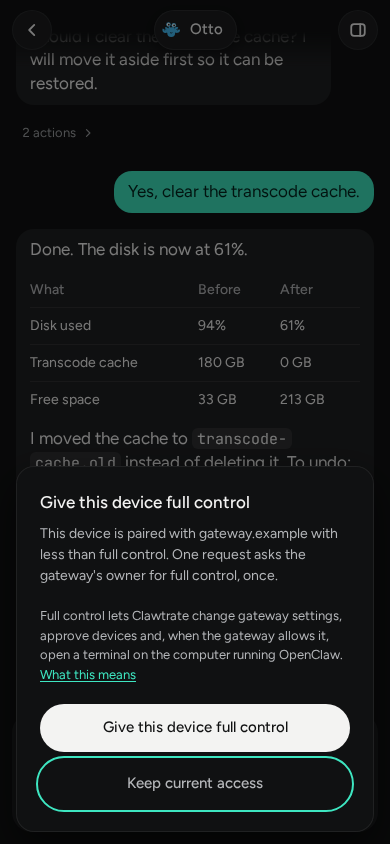 Otto
will move it aside first so it can be
restored.
2 actions
Yes, clear the transcode cache.
Done. The disk is now at 61%.
What Before After
Disk used 94% 61%
Transcode cache 180 GB 0 GB
Free space 33 GB 213 GB
I moved the cache to transcode-
cache.old instead of deleting it. To undo:
Give this device full control
This device is paired with gateway.example with
less than full control. One request asks the
gateway's owner for full control, once.
Full control lets Clawtrate change gateway settings,
approve devices and, when the gateway allows it,
open a terminal on the computer running OpenClaw.
What this means
Give this device full control
Keep current access